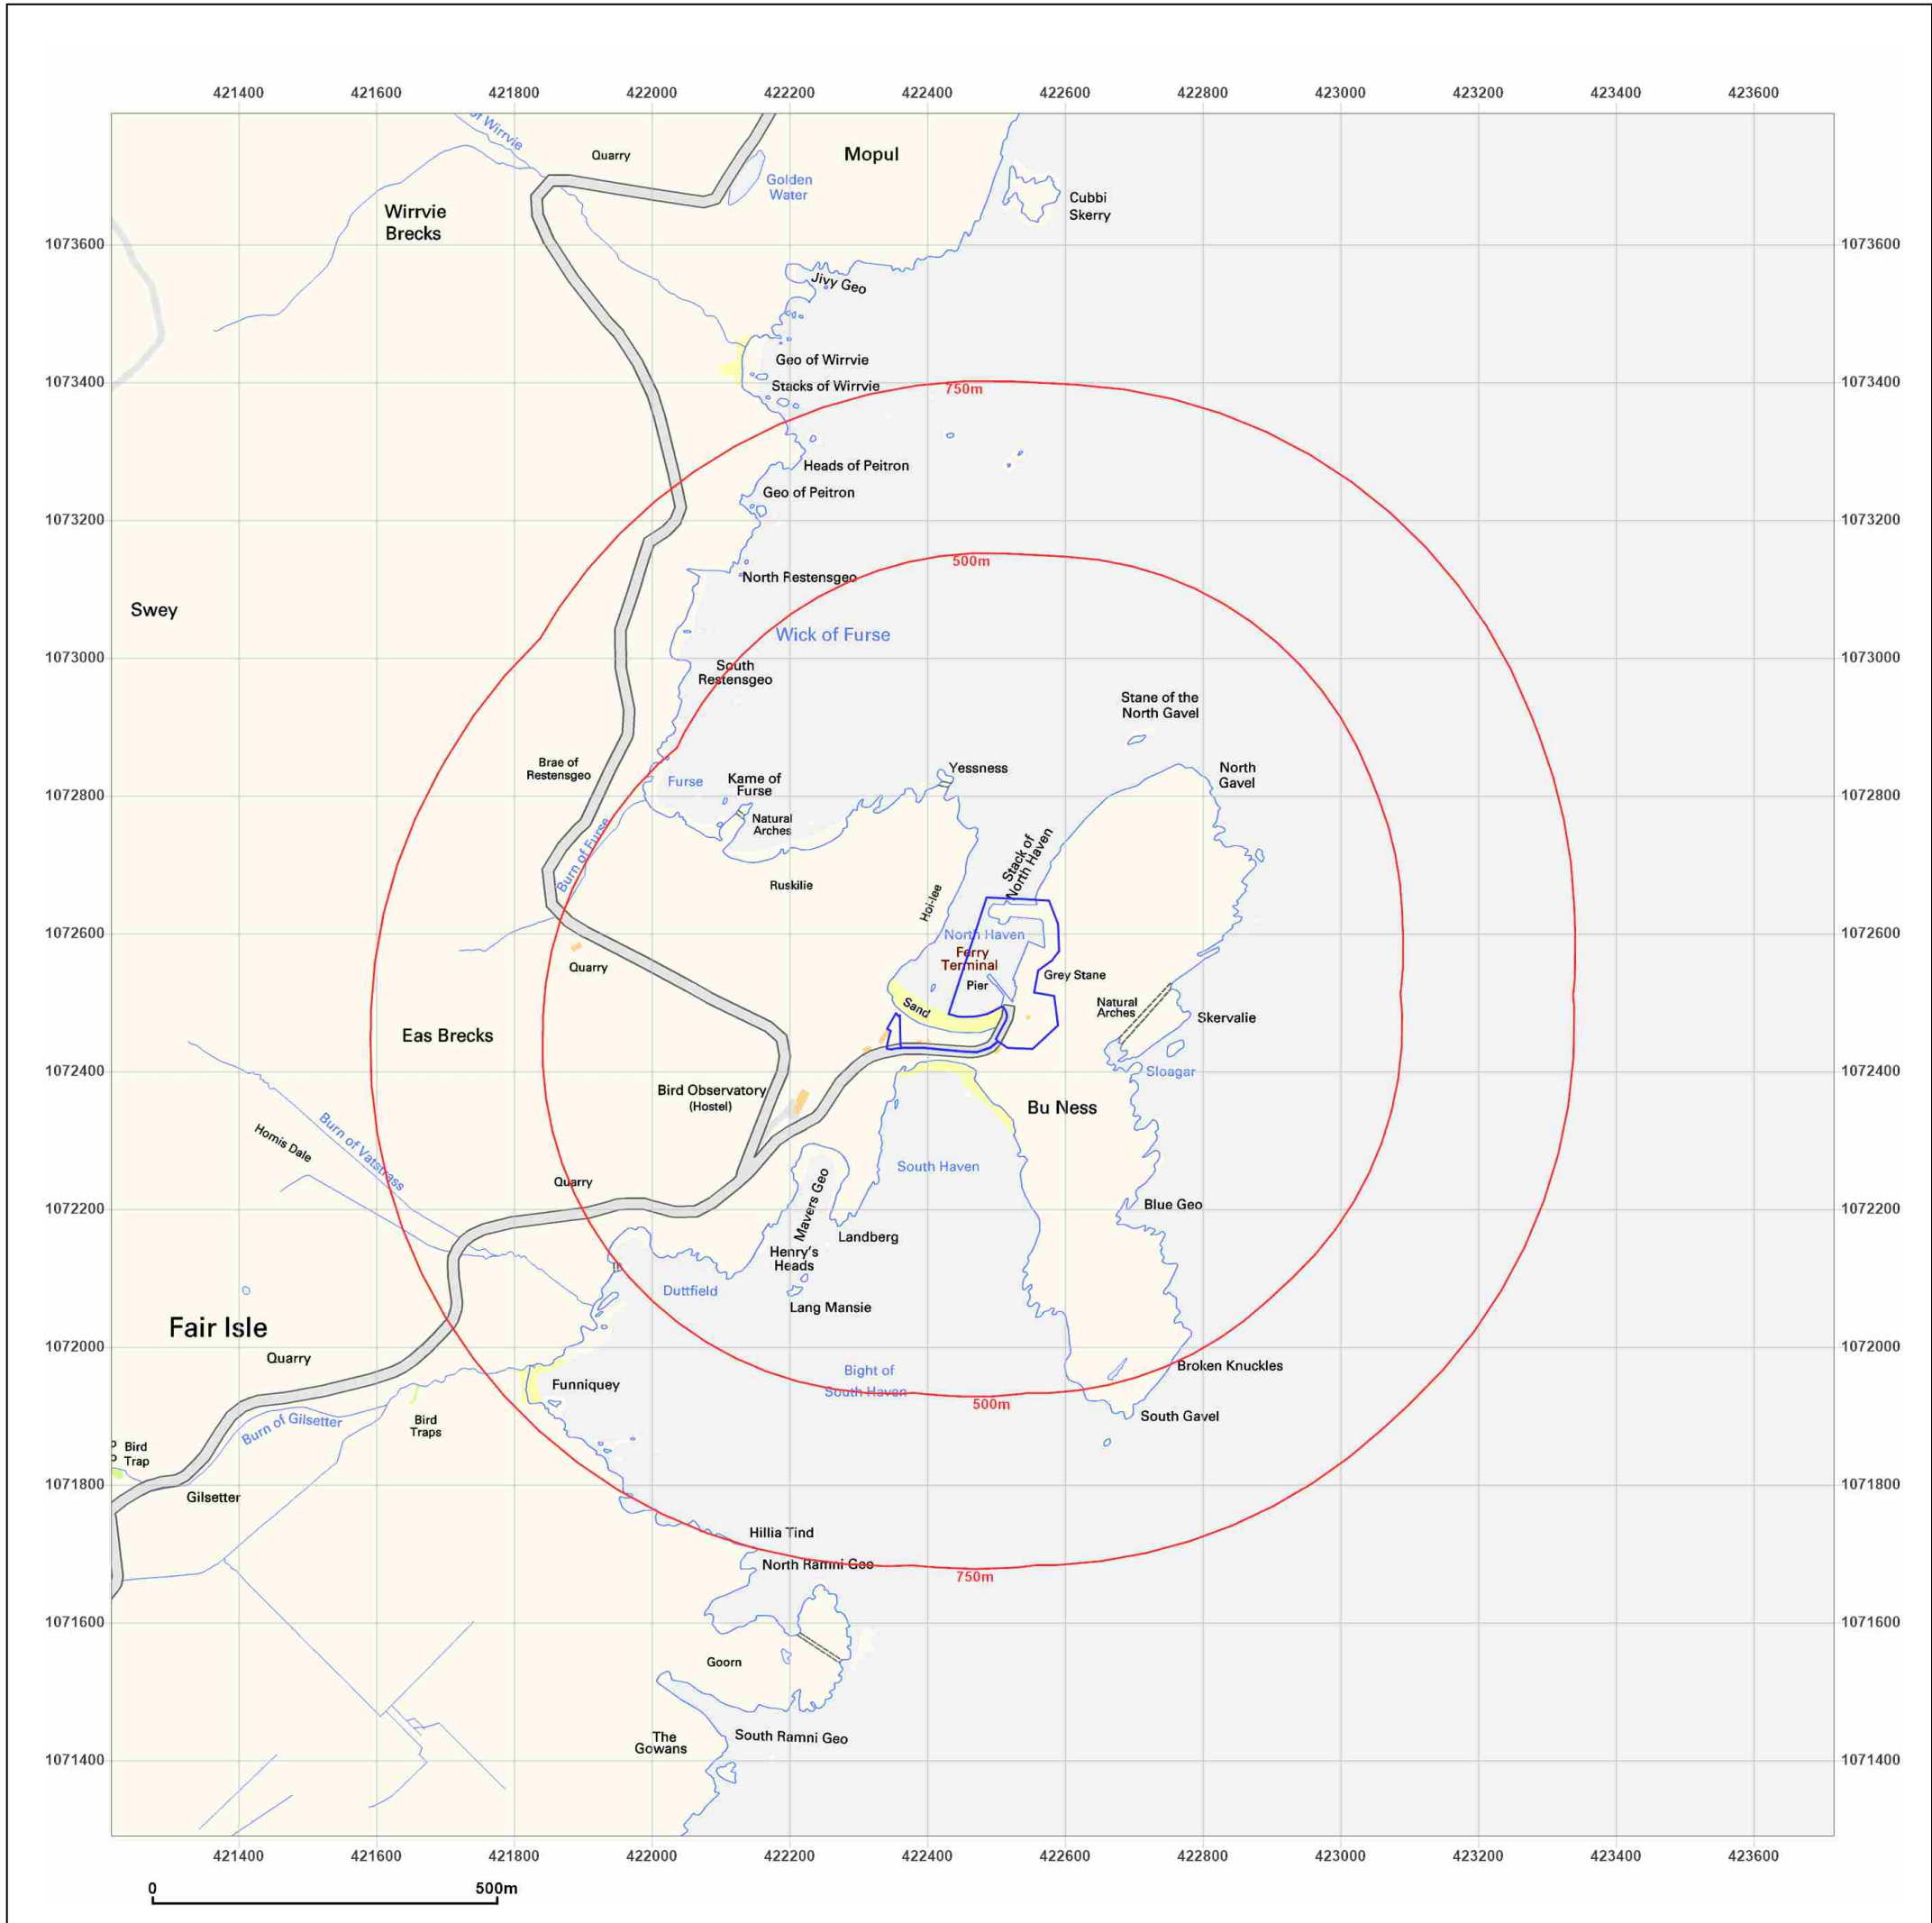 421400 421600 421800 422000 422200 422400 422600 422800 423000 423200 423400 423600
of Wirrvie
Quarry
Mopul
Golden
Water
Cubbi
Skerry
Wirrvie
Brecks
1073600 1073600
Jivy Geo
Geo of Wirrvie
Stacks of Wirrvie
1073400 1073400
750m
Heads of Peitron
Geo of Peitron
1073200 1073200
500m
North Restensgeo
Swey
Wick of Furse
1073000 1073000
South
Restensgeo
Stane of the
North Gavel
Brae of
Restensgeo
Furse
Kame of
Furse
Yessness
North
Gavel
1072800 1072800
Natural
Arches
Burn of Furse
Stack of
North Haven
Ruskilie
Hoi-lee
1072600 1072600
North Haven
Ferry
Terminal
Quarry
Pier
Grey Stane
Sand
Natural
Arches
Skervalie
Eas Brecks
1072400 1072400
Sloagar
Bird Observatory
(Hostel)
Bu Ness
Homis Dale
Burn of Vatstrass
South Haven
Quarry
Mavers Geo
Blue Geo
1072200 1072200
Landberg
Henry's
Heads
Duttfield
Lang Mansie
Fair Isle
1072000 1072000
Quarry
Bight of
South Haven
Broken Knuckles
Funniquey
500m
South Gavel
Burn of Gilsetter
Bird
Traps
Bird
Trap
1071800 1071800
Gilsetter
Hillia Tind
North Ramni Geo
750m
1071600 1071600
Goorn
The
Gowans
South Ramni Geo
1071400 1071400
421400 421600 421800 422000 422200 422400 422600 422800 423000 423200 423400 423600
0 500m